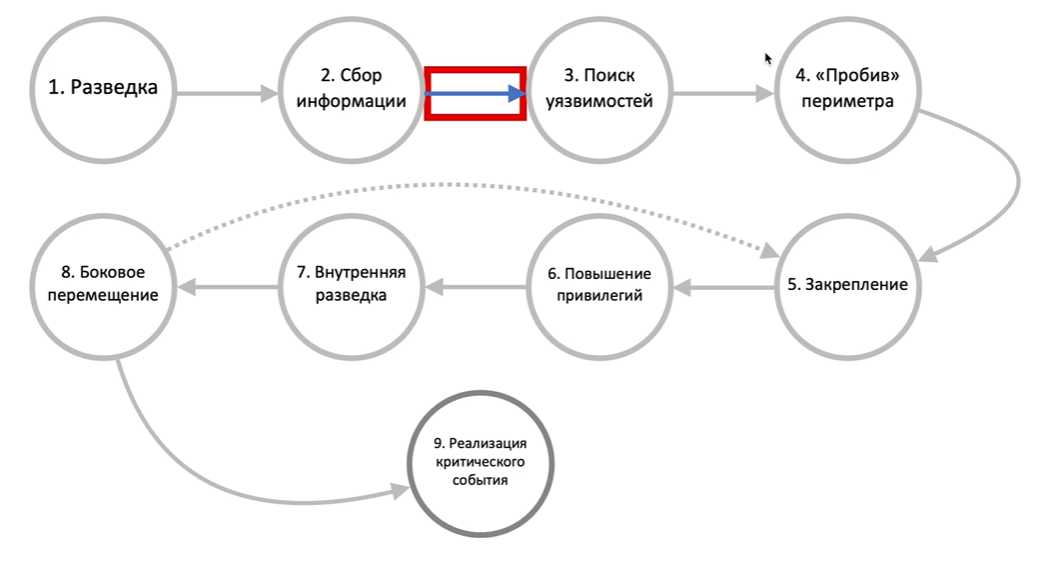 1. Разведка
2. Сбор
информации
3. Поиск
уязвимостей
4. «Пробив»
периметра
8. Боковое
перемещение
7. Внутренняя
разведка
6. Повышение
привилегий
5. Закрепление
9. Реализация
критического
события